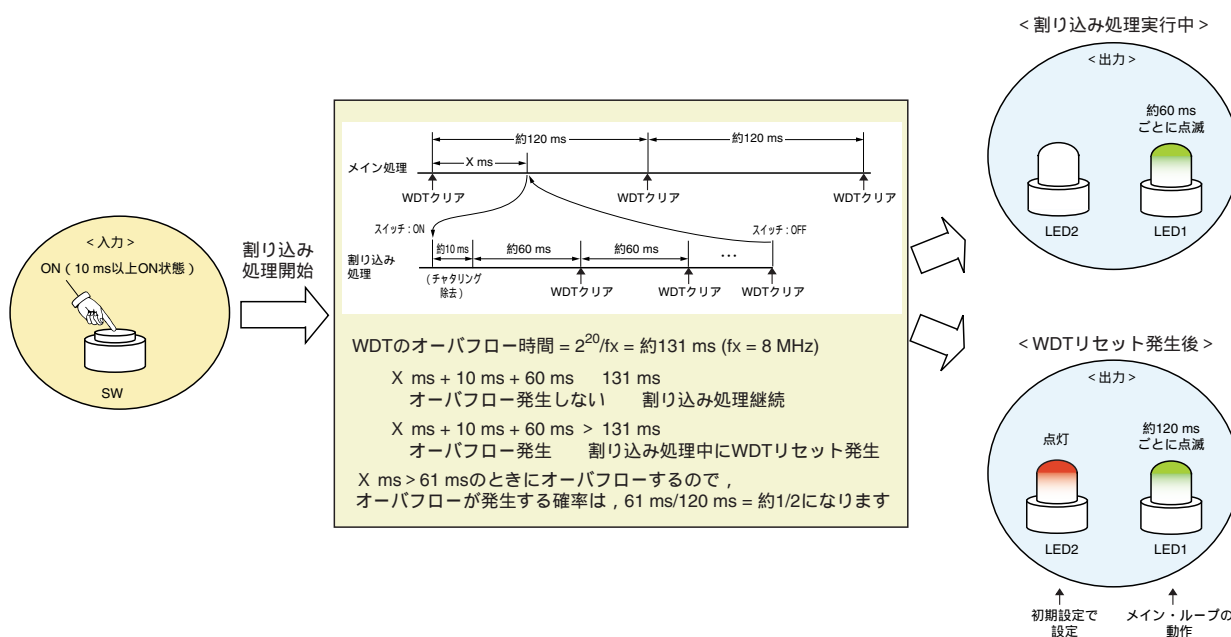 <入力>
ON（10 ms以上ON状態）
SW
割り込み
処理開始
約120 ms
約120 ms
X ms
メイン処理
WDTクリア
WDTクリア
WDTクリア
スイッチ：ON
スイッチ：OFF
約10 ms
約60 ms
約60 ms
…
割り込み
処理
（チャタリング
除去）
WDTクリア
WDTクリア
WDTクリア
WDTのオーバフロー時間 = 2^20/fx = 約131 ms (fx = 8 MHz)
X ms + 10 ms + 60 ms 131 ms
オーバフロー発生しない 割り込み処理継続
X ms + 10 ms + 60 ms > 131 ms
オーバフロー発生 割り込み処理中にWDTリセット発生
X ms > 61 msのときにオーバフローするので，
オーバフローが発生する確率は，61 ms/120 ms = 約1/2になります
<割り込み処理実行中>
<出力>
約60 ms
ごとに点滅
LED2
LED1
<WDTリセット発生後>
<出力>
点灯
約120 ms
ごとに点滅
LED2
LED1
初期設定で
設定
メイン・ループの
動作